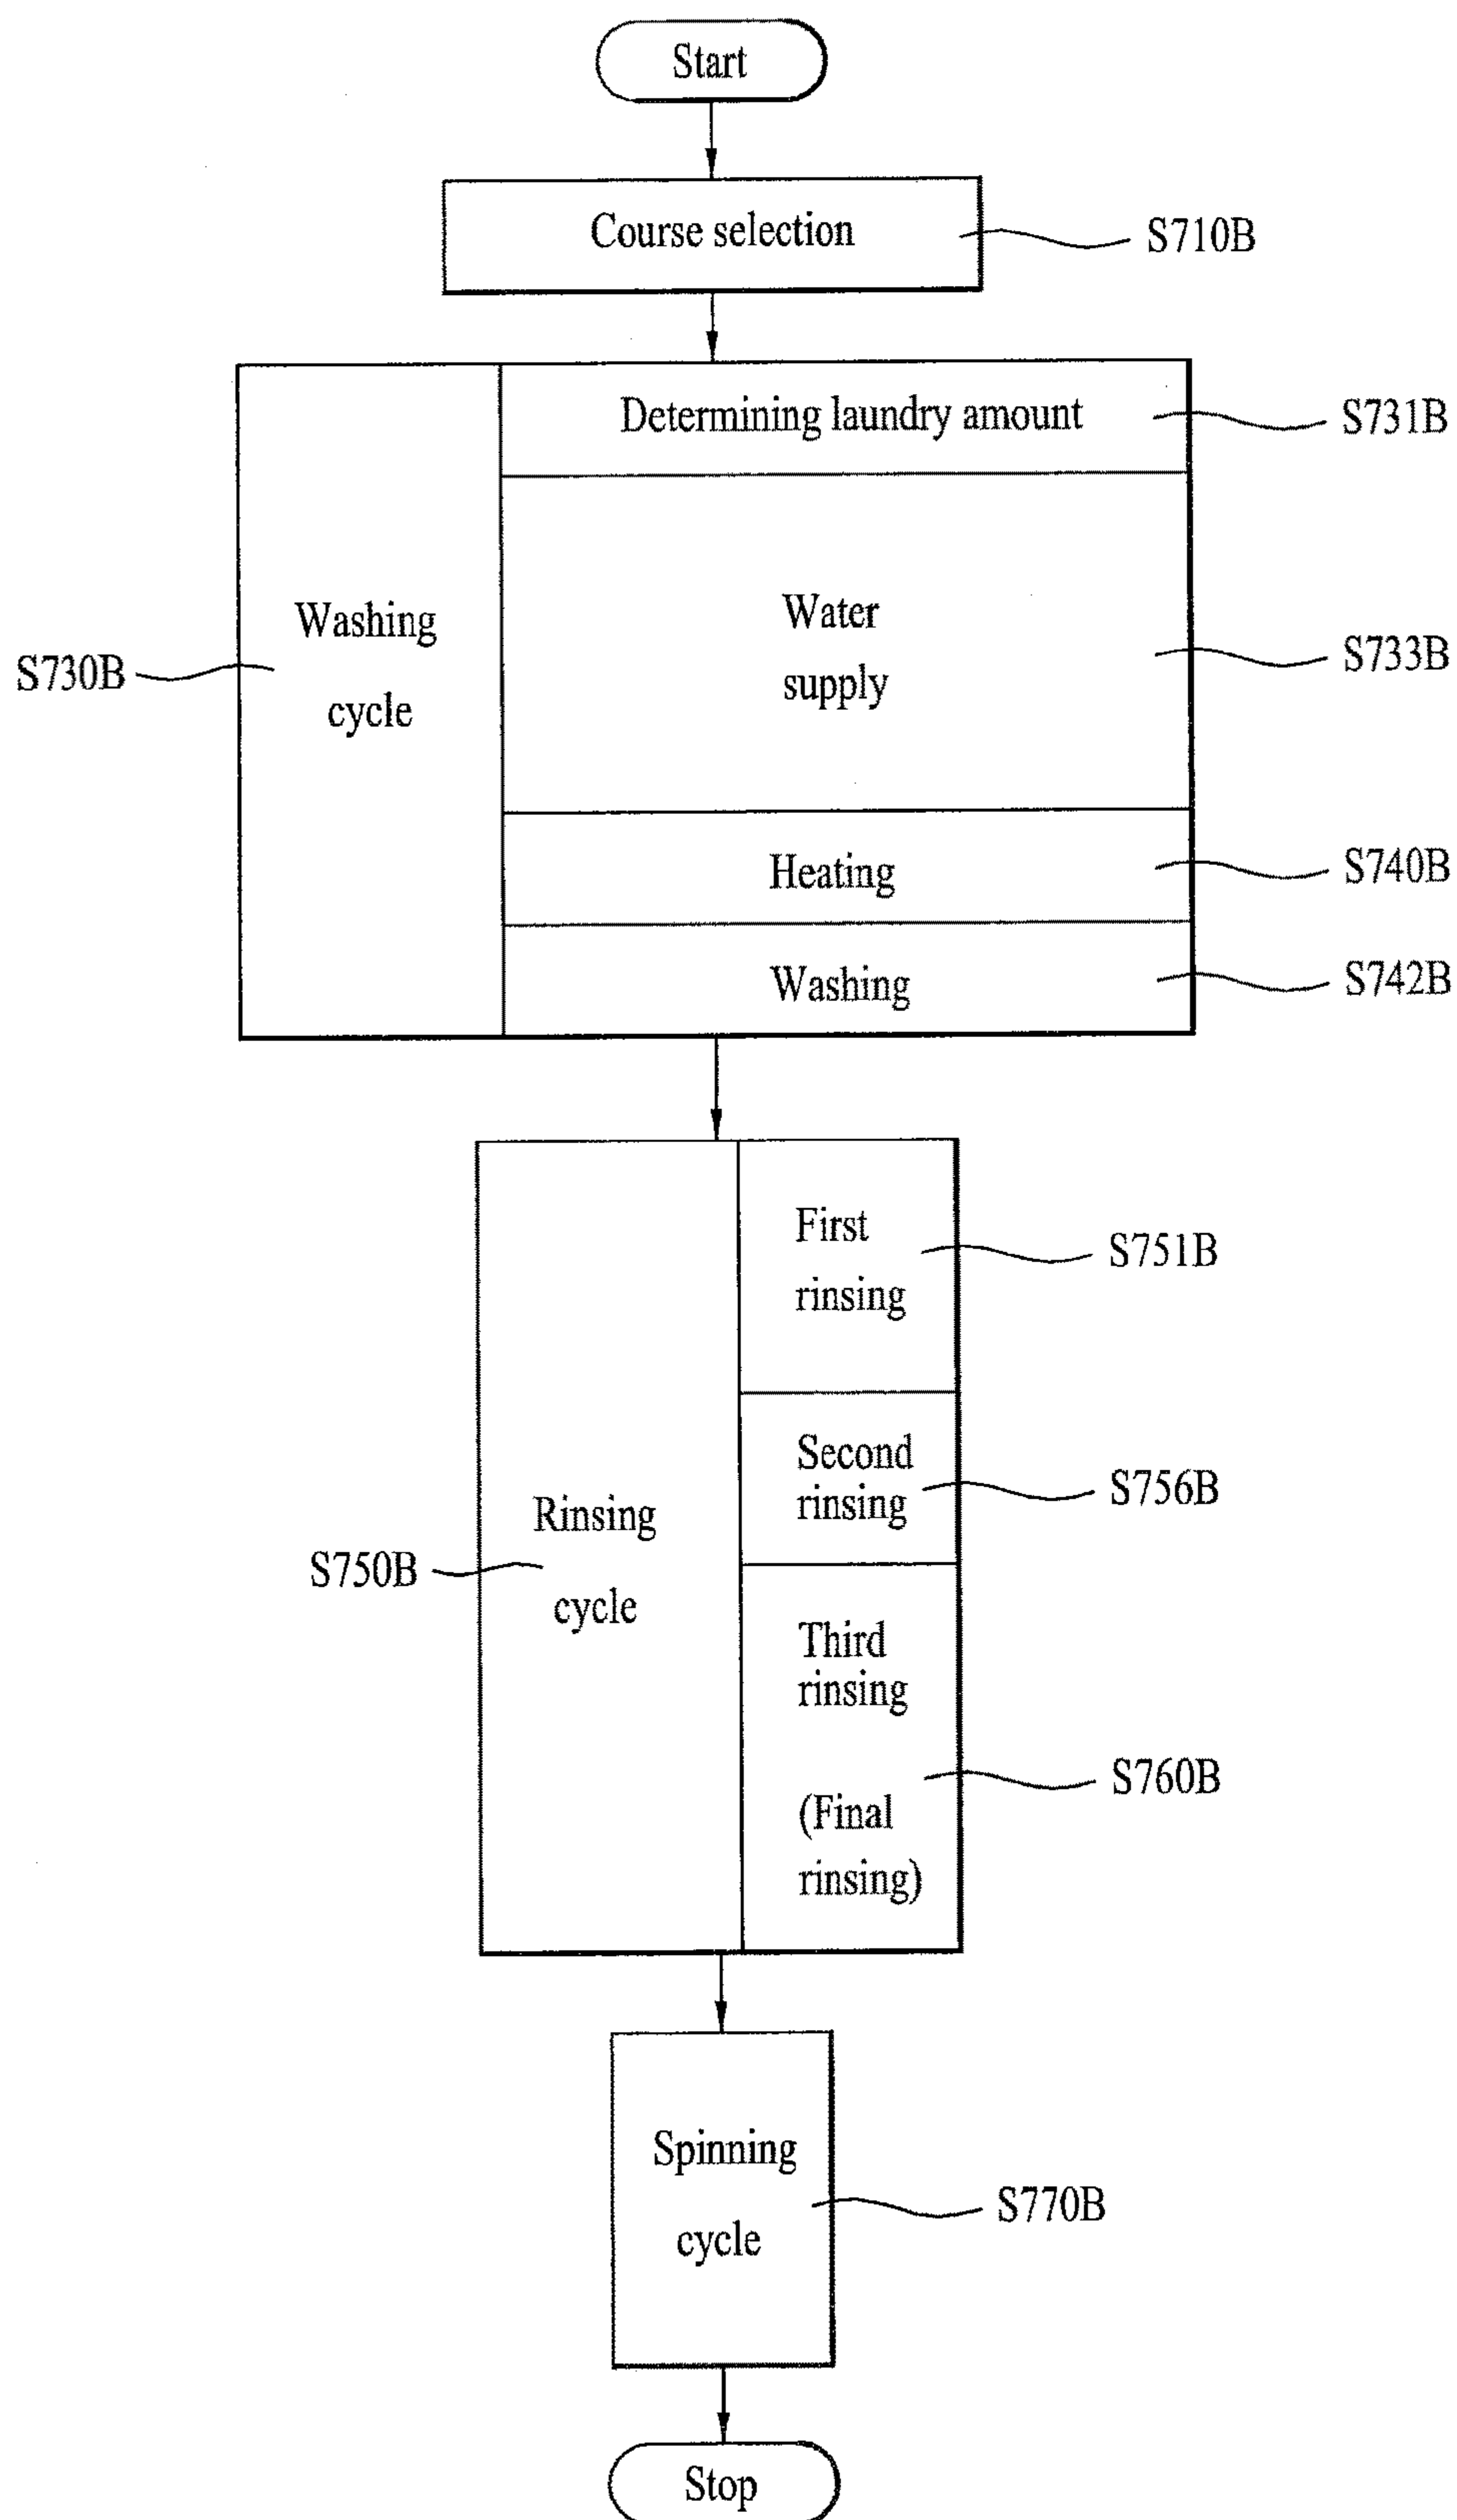 Start
Course selection
S710B
Determining laundry amount
S731B
Washing
cycle
S730B
Water
supply
S733B
Heating
S740B
Washing
S742B
First
rinsing
S751B
Second
rinsing
S756B
Rinsing
cycle
S750B
Third
rinsing
(Final
rinsing)
S760B
Spinning
cycle
S770B
Stop